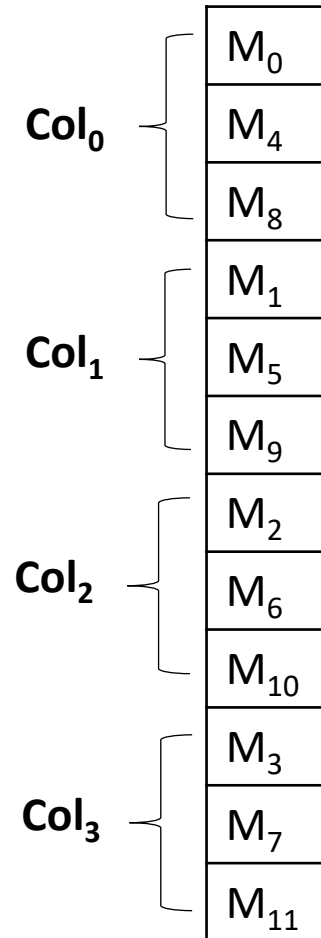 M₀
Col₀ M₄
M₈
M₁
Col₁ M₅
M₉
M₂
Col₂ M₆
M₁₀
M₃
Col₃ M₇
M₁₁